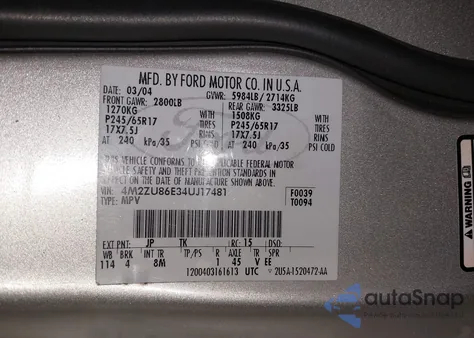 MFD. BY FORD MOTOR CO. IN U.S.A.
DATE: 03/04 GVWR: 5984LB/2714KG
FRONT GAWR: 2800LB REAR GAWR: 3325LB
1270KG 1508KG
P245/65R17 TIRES P245/65R17 TIRES
17X7.5J RIMS 17X7.5J RIMS
AT 240 kPa/35 PSI COLD AT 240 kPa/35 PSI COLD
THIS VEHICLE CONFORMS TO ALL APPLICABLE FEDERAL MOTOR
VEHICLE SAFETY AND THEFT PREVENTION STANDARDS
IN EFFECT ON THE DATE OF MANUFACTURE SHOWN ABOVE.
VIN: 4M2ZU86E34UJ17481 F0039
TYPE: MPV T0094
EXT PNT: JP TK RC: 15 DSO:
WB BRK INT TR TP/PS R AXLE TR SPR
114 4 8M 1 45 V EE
1200403161613 UTC 2U5A-1520472-AA
WARNING
autoSnap